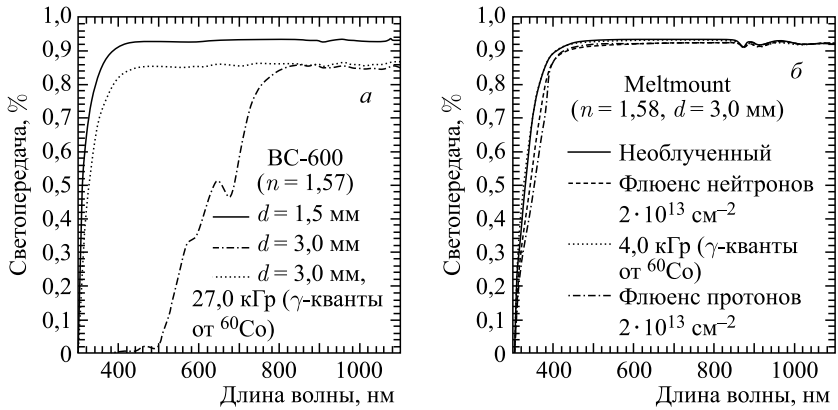 1,0
0,9
0,8
0,7
0,6
0,5
0,4
0,3
0,2
0,1
0
Светопередача, %
400 600 800 1000
Длина волны, нм
а
BC-600
(n = 1,57)
d = 1,5 мм
d = 3,0 мм
d = 3,0 мм,
27,0 кГр (γ-кванты
от ⁶⁰Co)
1,0
0,9
0,8
0,7
0,6
0,5
0,4
0,3
0,2
0,1
0
Светопередача, %
400 600 800 1000
Длина волны, нм
б
Meltmount
(n = 1,58, d = 3,0 мм)
Необлученный
Флюенс нейтронов
2·10¹³ см⁻²
4,0 кГр (γ-кванты
от ⁶⁰Co)
Флюенс протонов
2·10¹³ см⁻²